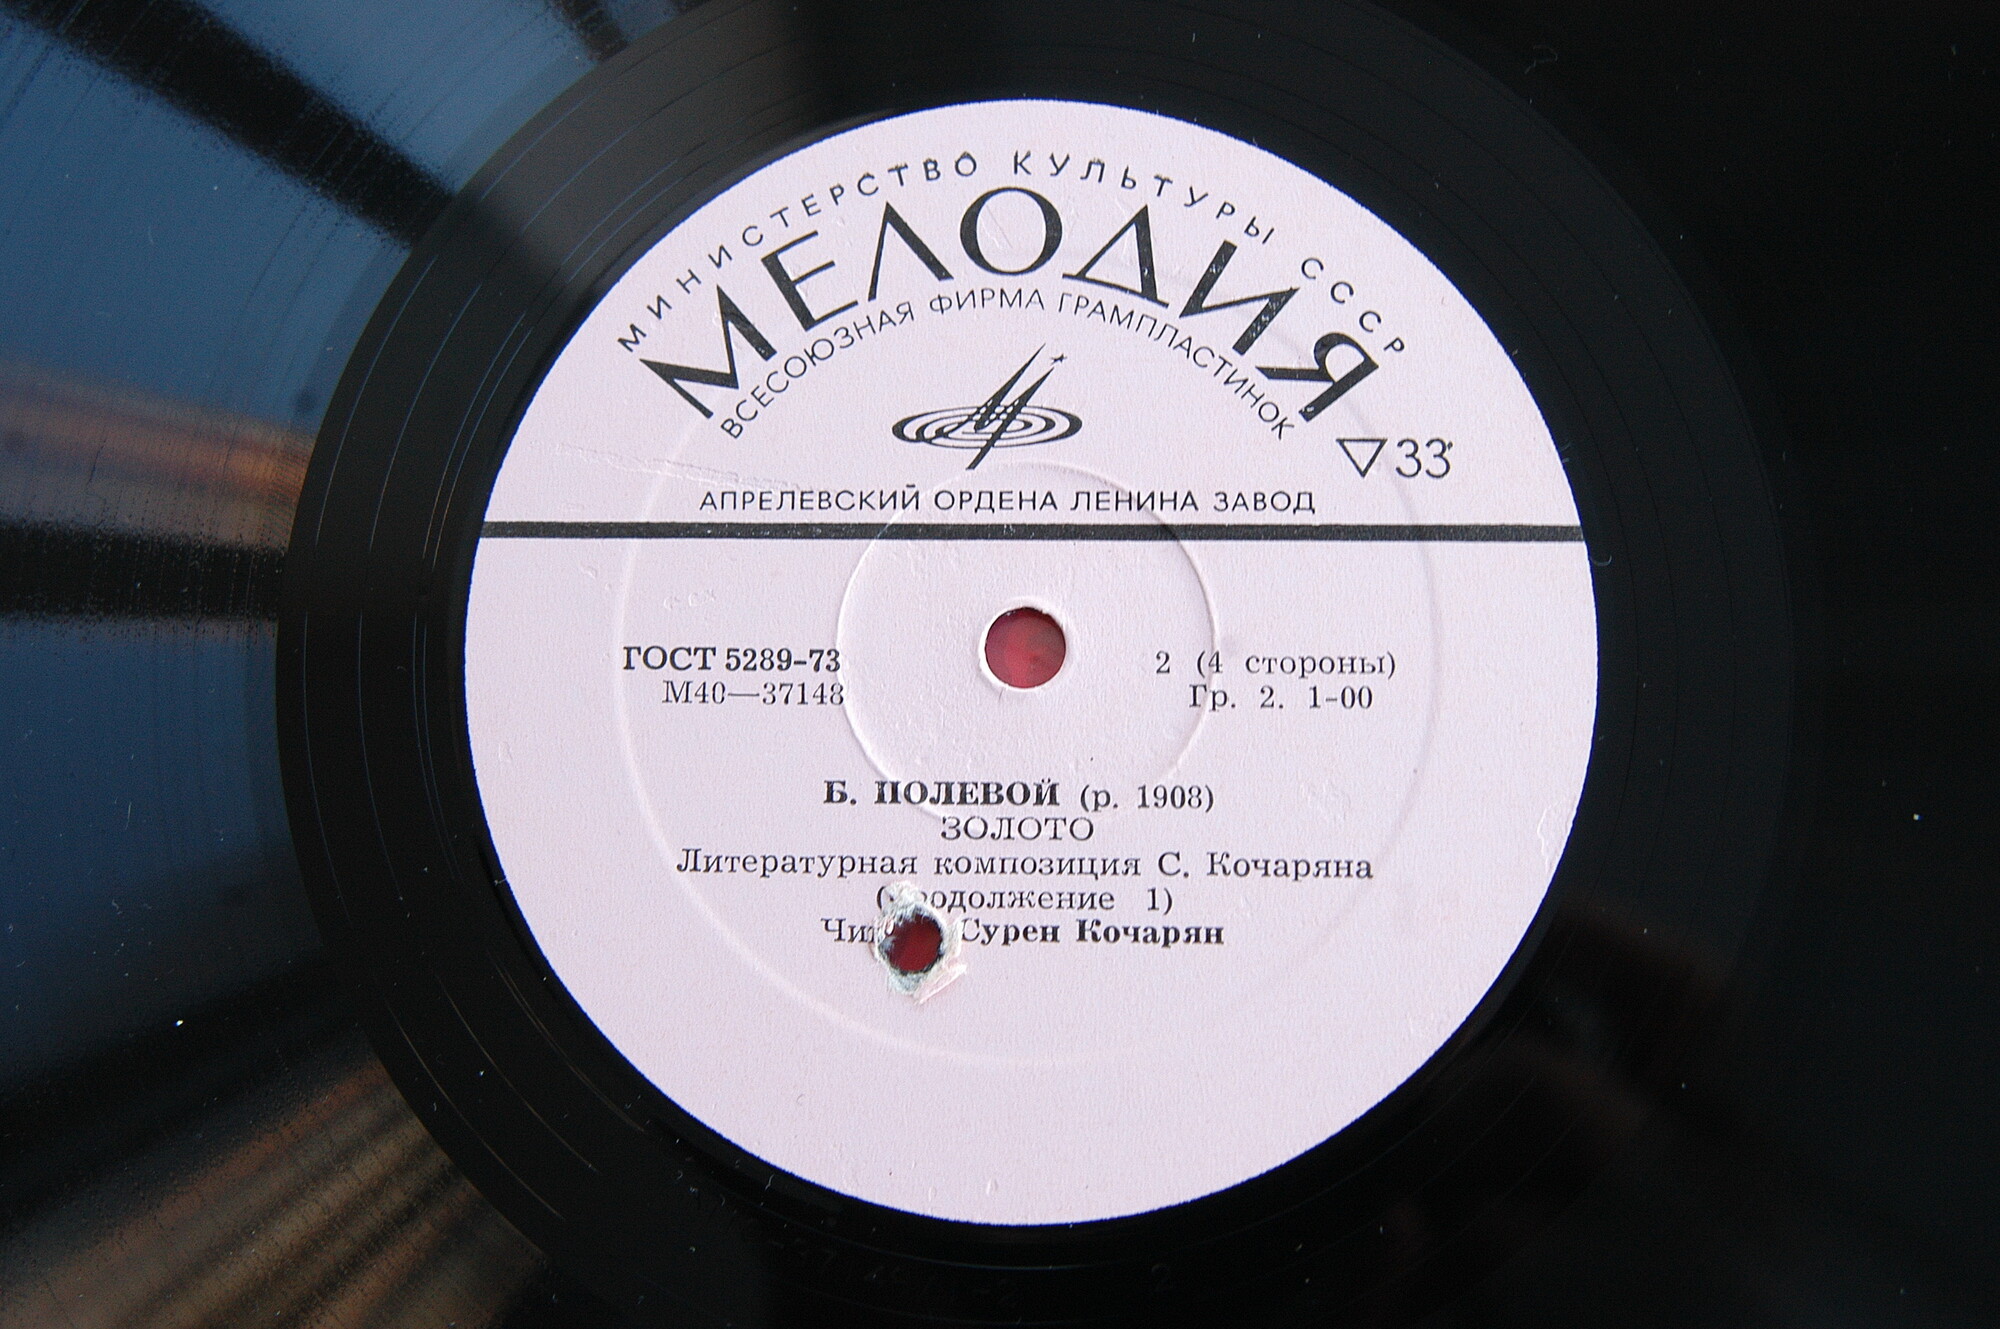 МИНИСТЕРСТВО КУЛЬТУРЫ СССР
МЕЛОДИЯ
ВСЕСОЮЗНАЯ ФИРМА ГРАМПЛАСТИНОК
33
АПРЕЛЕВСКИЙ ОРДЕНА ЛЕНИНА ЗАВОД
ГОСТ 5289-73
М40—37148
2 (4 стороны)
Гр. 2. 1-00
Б. ПОЛЕВОЙ (р. 1908)
ЗОЛОТО
Литературная композиция С. Кочаряна
1)
Сурен Кочарян